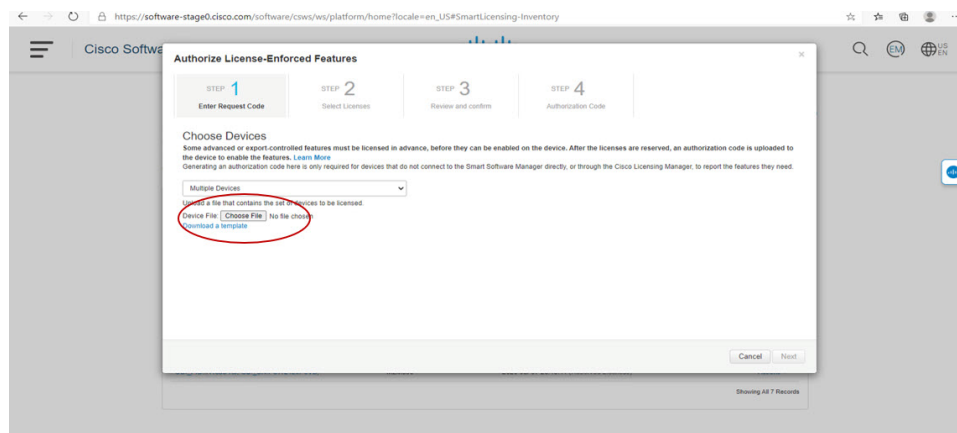 https://software-stage0.cisco.com/software/csws/ws/platform/home?locale=en_US#SmartLicensing-Inventory
Cisco Softwa
EM
US
EN
Authorize License-Enforced Features
STEP 1
Enter Request Code
STEP 2
Select Licenses
STEP 3
Review and confirm
STEP 4
Authorization Code
Choose Devices
Some advanced or export-controlled features must be licensed in advance, before they can be enabled on the device. After the licenses are reserved, an authorization code is uploaded to
the device to enable the features. Learn More
Generating an authorization code here is only required for devices that do not connect to the Smart Software Manager directly, or through the Cisco Licensing Manager, to report the features they need.
Multiple Devices
Upload a file that contains the set of devices to be licensed.
Device File: Choose File No file chosen
Download a template
Cancel Next
Showing All 7 Records